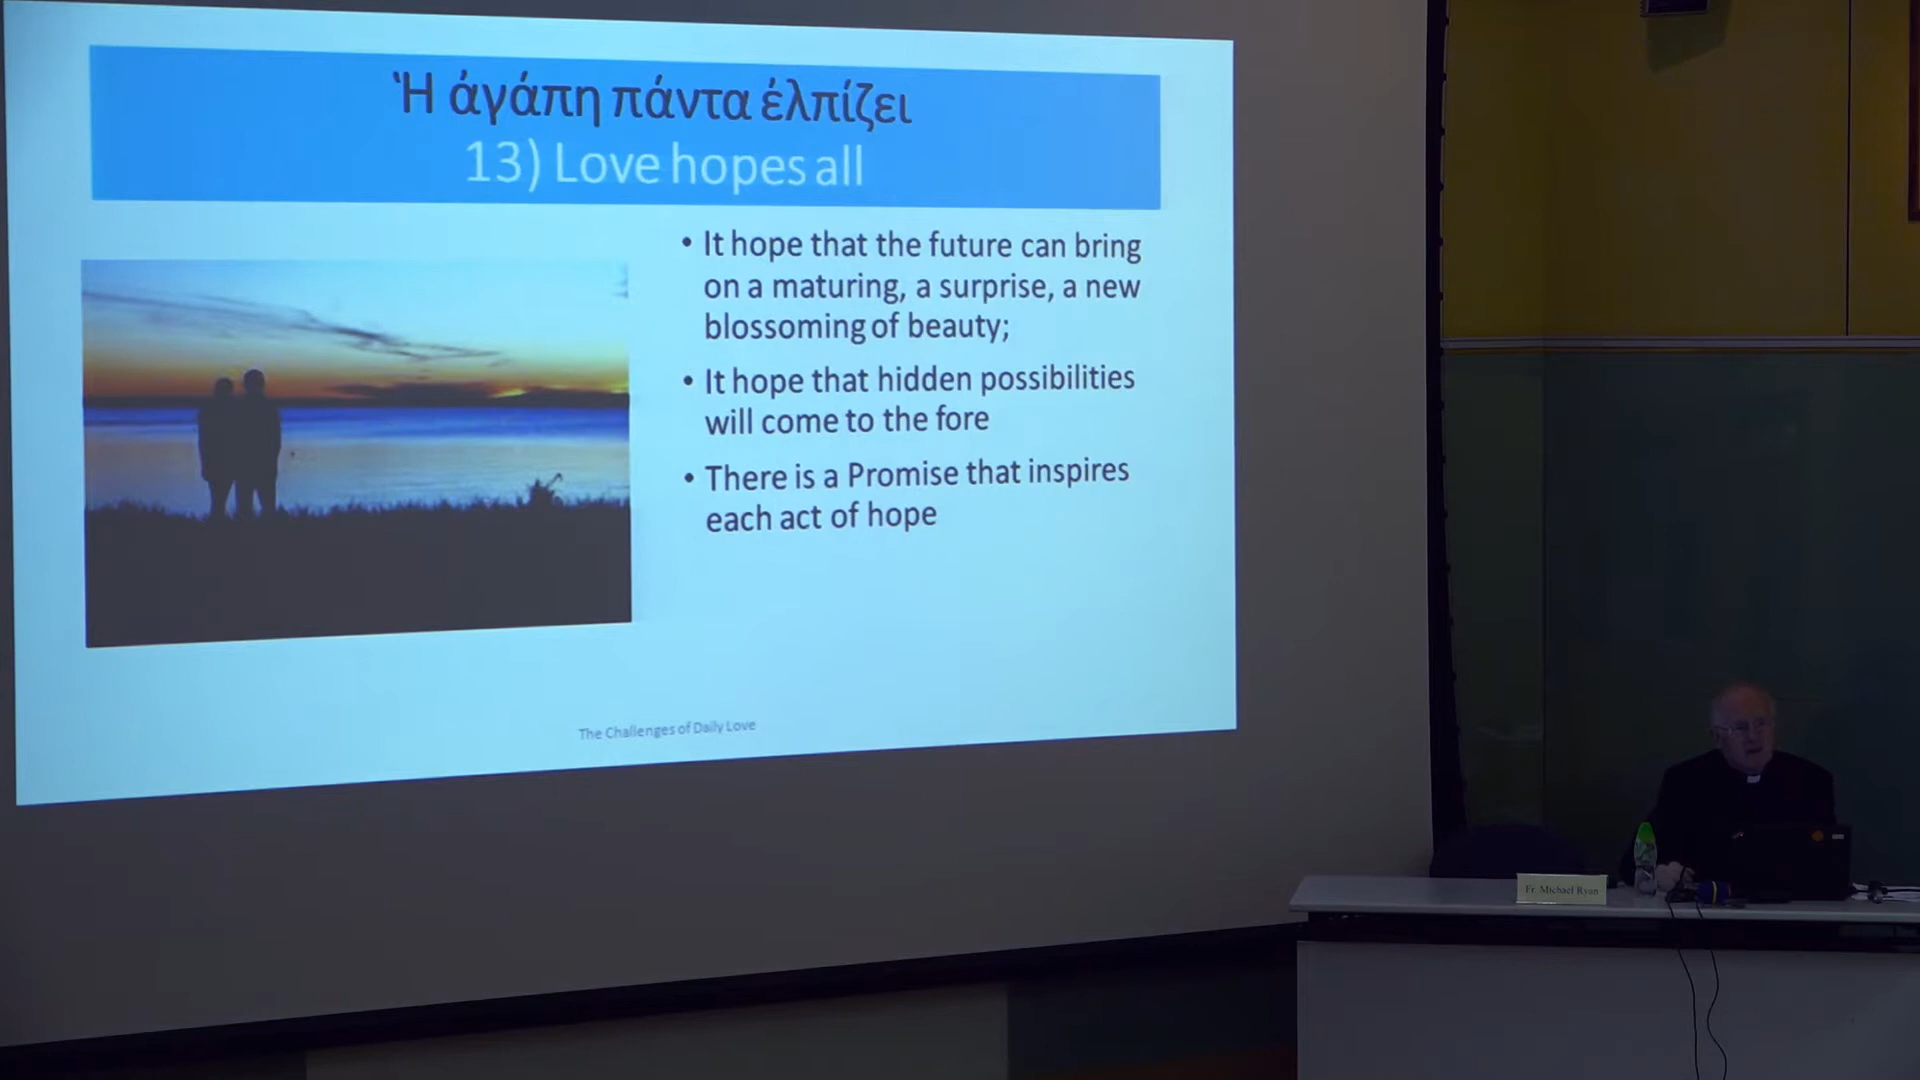 Ἡ ἀγάπη πάντα ἐλπίζει
13) Love hopes all
• It hope that the future can bring
on a maturing, a surprise, a new
blossoming of beauty;
• It hope that hidden possibilities
will come to the fore
• There is a Promise that inspires
each act of hope
The Challenges of Daily Love
Fr. Michael Ryan